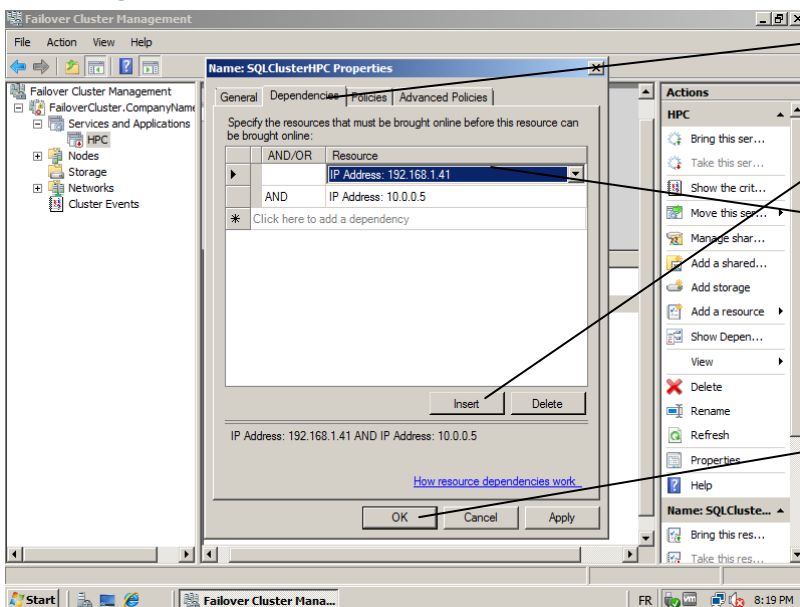 Failover Cluster Management
File Action View Help
Failover Cluster Management
FailoverCluster.CompanyName
Services and Applications
HPC
Nodes
Storage
Networks
Cluster Events
Name: SQLClusterHPC Properties
General Dependencies Policies Advanced Policies
Specify the resources that must be brought online before this resource can
be brought online:
AND/OR Resource
IP Address: 192.168.1.41
AND IP Address: 10.0.0.5
Click here to add a dependency
Insert Delete
IP Address: 192.168.1.41 AND IP Address: 10.0.0.5
How resource dependencies work
OK Cancel Apply
Actions
HPC
Bring this ser...
Take this ser...
Show the crit...
Move this ser...
Manage shar...
Add a shared...
Add storage
Add a resource
Show Depen...
View
Delete
Rename
Refresh
Properties
Help
Name: SQLCluste...
Bring this res...
Take this res...
Start Failover Cluster Mana... FR 8:19 PM